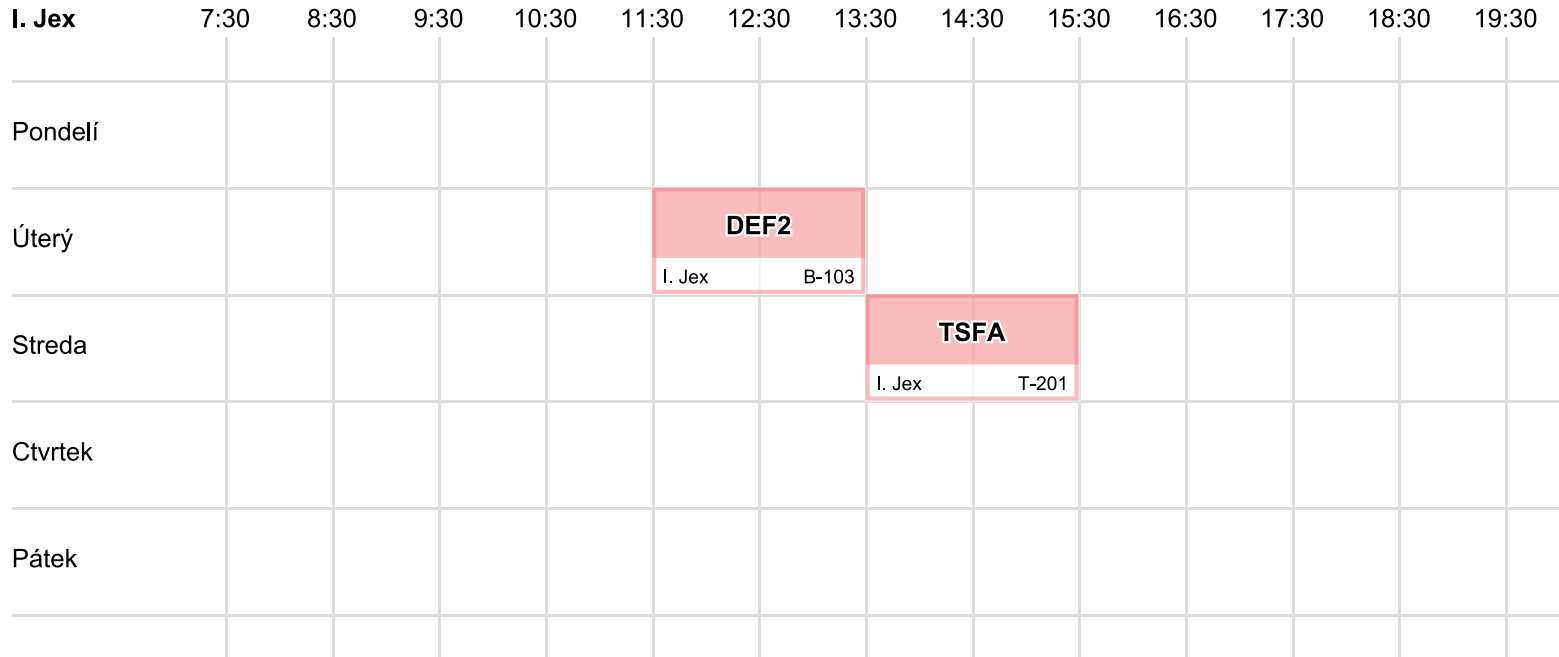 I. Jex 7:30 8:30 9:30 10:30 11:30 12:30 13:30 14:30 15:30 16:30 17:30 18:30 19:30
Pondelí
Úterý
DEF2
I. Jex B-103
Streda
TSFA
I. Jex T-201
Ctvrtek
Pátek